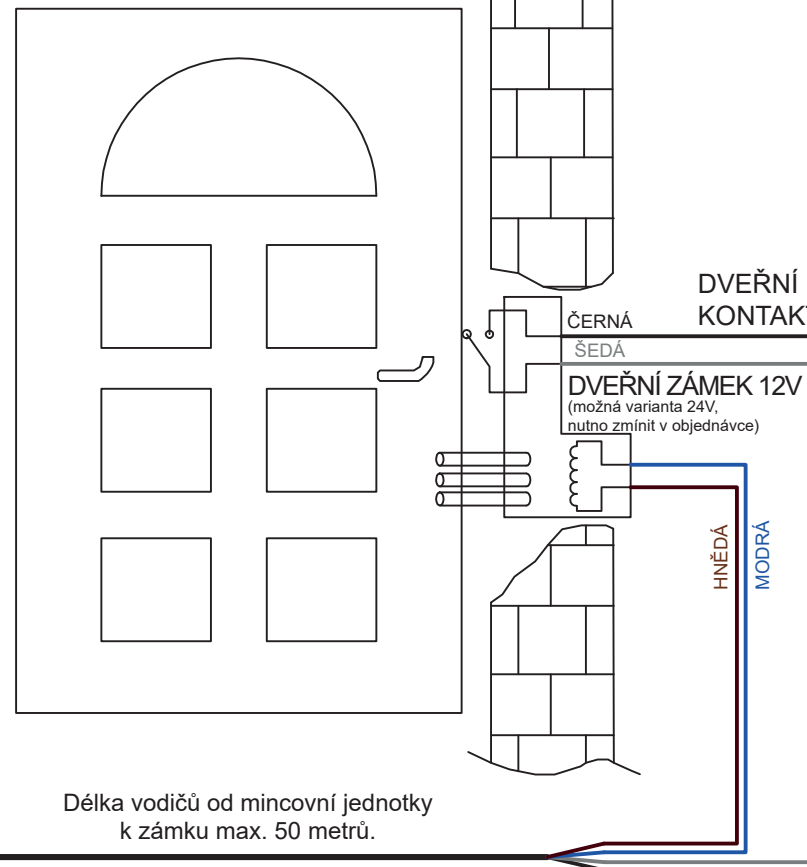 DVEŘNÍ
KONTAKT
ČERNÁ
ŠEDÁ
DVEŘNÍ ZÁMEK 12V
(možná varianta 24V,
nutno zmínit v objednávce)
HNĚDÁ
MODRÁ
Délka vodičů od mincovní jednotky
k zámku max. 50 metrů.